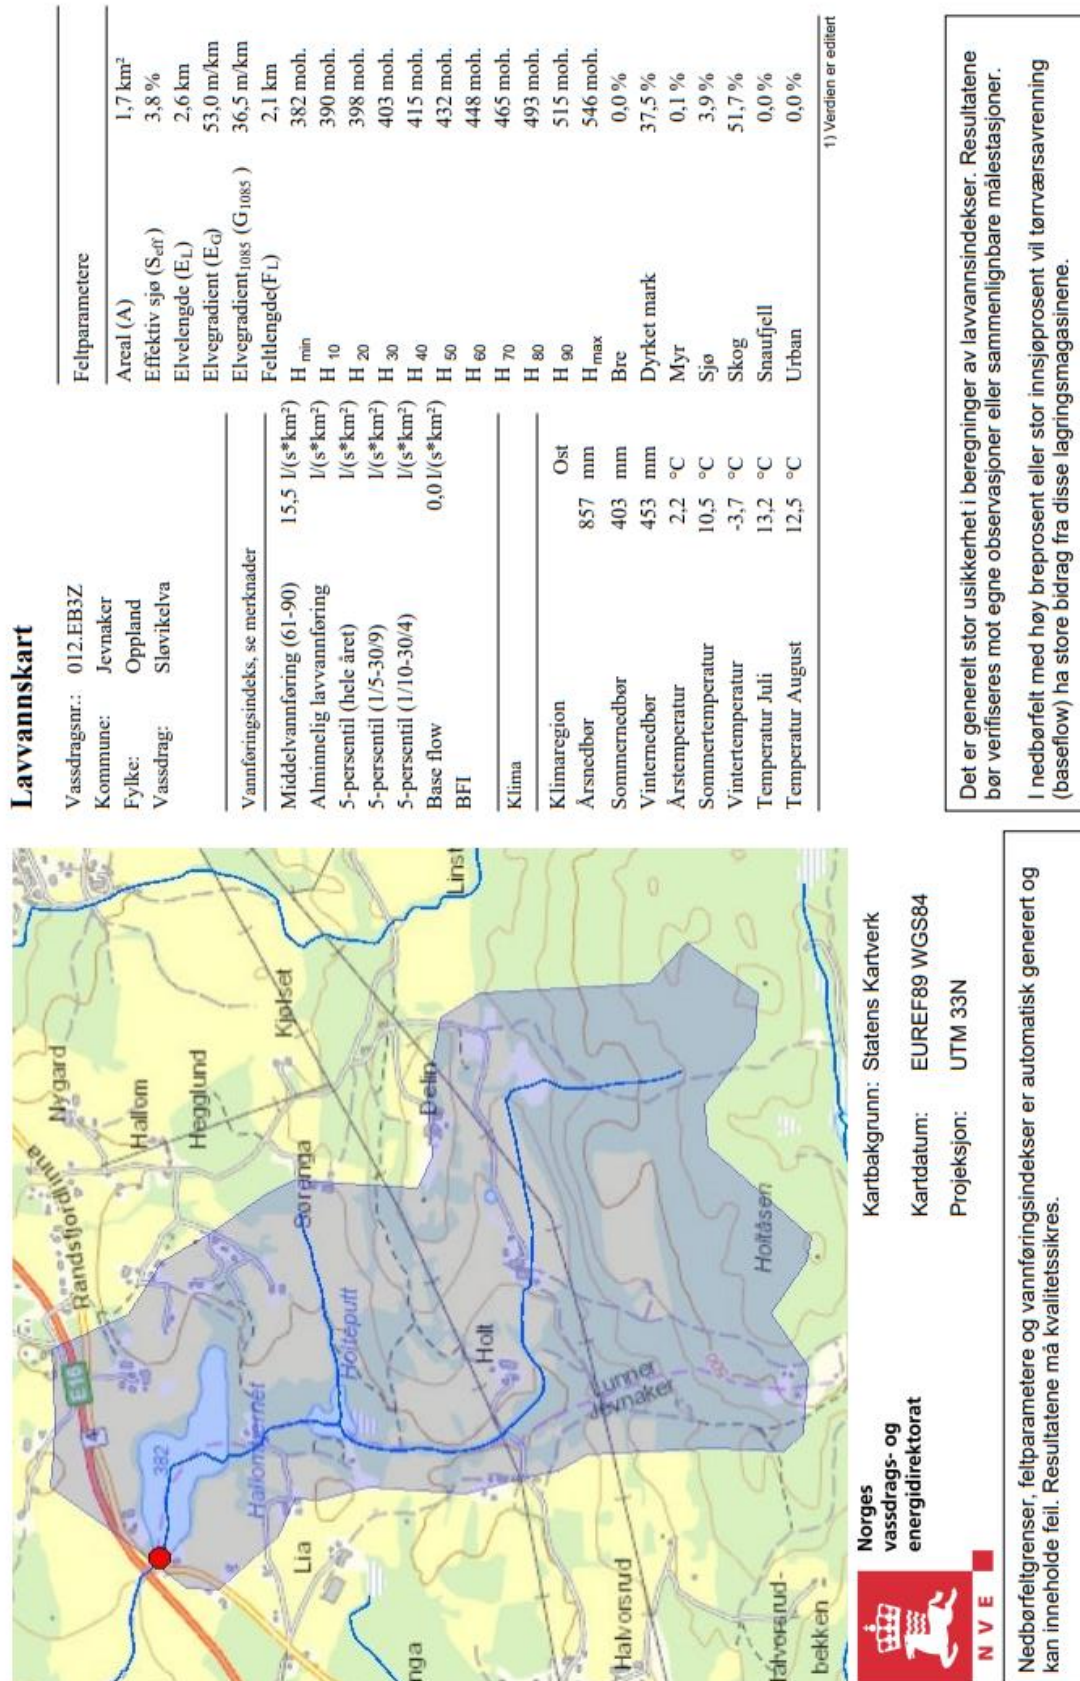 Lavvannskart
Vassdragsnr.: 012.EB3Z
Kommune: Jevnaker
Fylke: Oppland
Vassdrag: Sløvikelva
Vannføringsindeks, se merknader
Middelvannføring (61-90) 15,5 l/(s*km²)
Alminnelig lavvannføring l/(s*km²)
5-persentil (hele året) l/(s*km²)
5-persentil (1/5-30/9) l/(s*km²)
5-persentil (1/10-30/4) l/(s*km²)
Base flow 0,0 l/(s*km²)
BFI
Klima
Klimaregion Ost
Årsnedbør 857 mm
Sommernedbør 403 mm
Vinternedbør 453 mm
Årstemperatur 2,2 °C
Sommertemperatur 10,5 °C
Vintertemperatur -3,7 °C
Temperatur Juli 13,2 °C
Temperatur August 12,5 °C
Feltparametere
Areal (A) 1,7 km²
Effektiv sjø (Seff) 3,8 %
Elvelengde (EL) 2,6 km
Elvegradient (EG) 53,0 m/km
Elvegradient1085 (G1085 ) 36,5 m/km
Feltlengde(FL) 2,1 km
H min 382 moh.
H 10 390 moh.
H 20 398 moh.
H 30 403 moh.
H 40 415 moh.
H 50 432 moh.
H 60 448 moh.
H 70 465 moh.
H 80 493 moh.
H 90 515 moh.
H max 546 moh.
Bre 0,0 %
Dyrket mark 37,5 %
Myr 0,1 %
Sjø 3,9 %
Skog 51,7 %
Snaufjell 0,0 %
Urban 0,0 %
1) Verdien er editert
Det er generelt stor usikkerhet i beregninger av lavvannsindekser. Resultatene
bør verifiseres mot egne observasjoner eller sammenlignbare målestasjoner.
I nedbørfelt med høy breprosent eller stor innsjøprosent vil tørrværsavrenning
(baseflow) ha store bidrag fra disse lagringsmagasinene.
Randsfjordlinna
Nygard
Hallom
Hegglund
Kjølset
Linst
E16
4
382
Hallomtjernet
Holteputt
Sørenga
Delin
Lia
Holt
Lunner
Jevnaker
Holtåsen
500
nga
Halvorsrud
Halvorsrud-
bekken
NVE
Norges
vassdrags- og
energidirektorat
Kartbakgrunn: Statens Kartverk
Kartdatum: EUREF89 WGS84
Projeksjon: UTM 33N
Nedbørfeltgrenser, feltparametere og vannføringsindekser er automatisk generert og
kan inneholde feil. Resultatene må kvalitetssikres.